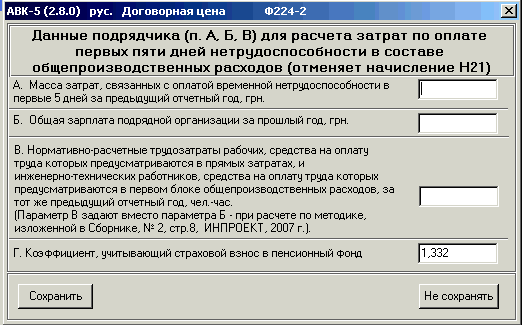 АВК-5 (2.8.0) рус. Договорная цена Ф224-2
Данные подрядчика (п. А, Б, В) для расчета затрат по оплате
первых пяти дней нетрудоспособности в составе
общепроизводственных расходов (отменяет начисление Н21)
А. Масса затрат, связанных с оплатой временной нетрудоспособности в
первые 5 дней за предыдущий отчетный год, грн.
Б. Общая зарплата подрядной организации за прошлый год, грн.
В. Нормативно-расчетные трудозатраты рабочих, средства на оплату
труда которых предусматриваются в прямых затратах, и
инженерно-технических работников, средства на оплату труда которых
предусматриваются в первом блоке общепроизводственных расходов, за
тот же предыдущий отчетный год, чел.-час.
(Параметр В задают вместо параметра Б - при расчете по методике,
изложенной в Сборнике, № 2, стр.8, ИНПРОЕКТ, 2007 г.).
Г. Коэффициент, учитывающий страховой взнос в пенсионный фонд
1,332
Сохранить Не сохранять